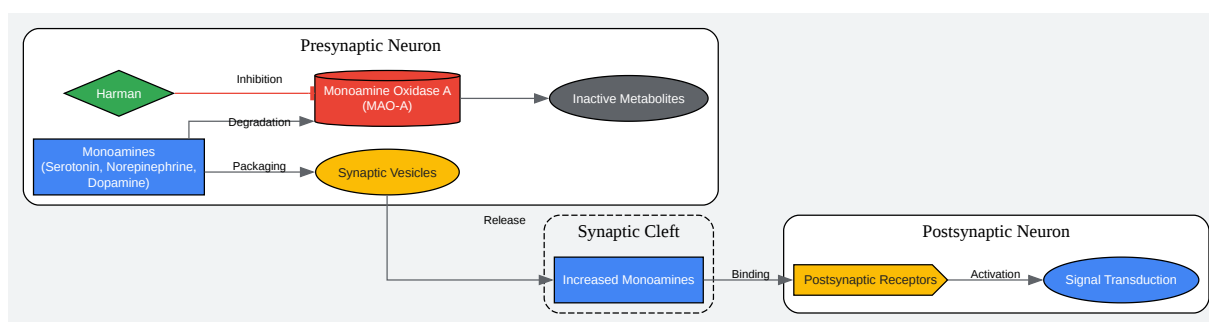 Presynaptic Neuron
Harman
Inhibition
Monoamine Oxidase A
(MAO-A)
Inactive Metabolites
Degradation
Monoamines
(Serotonin, Norepinephrine,
Dopamine)
Packaging
Synaptic Vesicles
Release
Synaptic Cleft
Increased Monoamines
Binding
Postsynaptic Neuron
Postsynaptic Receptors
Activation
Signal Transduction